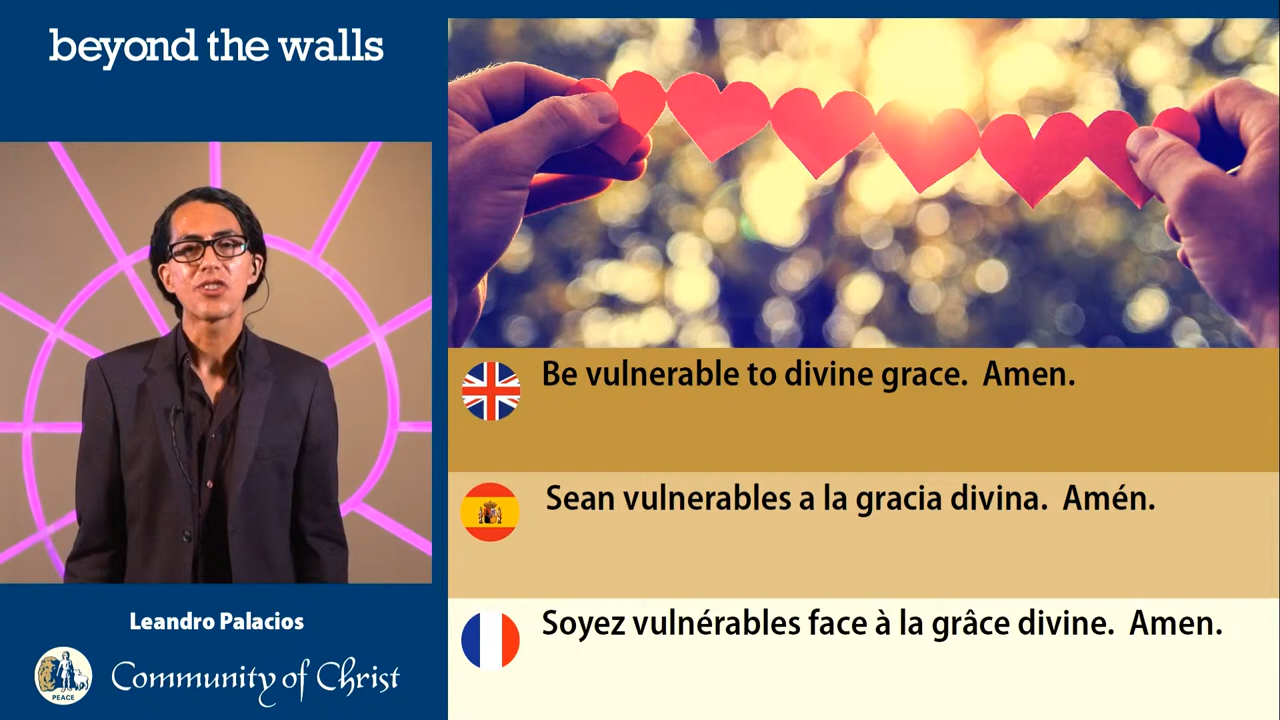 beyond the walls
Be vulnerable to divine grace.  Amen.
Sean vulnerables a la gracia divina.  Amén.
Soyez vulnérables face à la grâce divine.  Amen.
Leandro Palacios
PEACE
Community of Christ